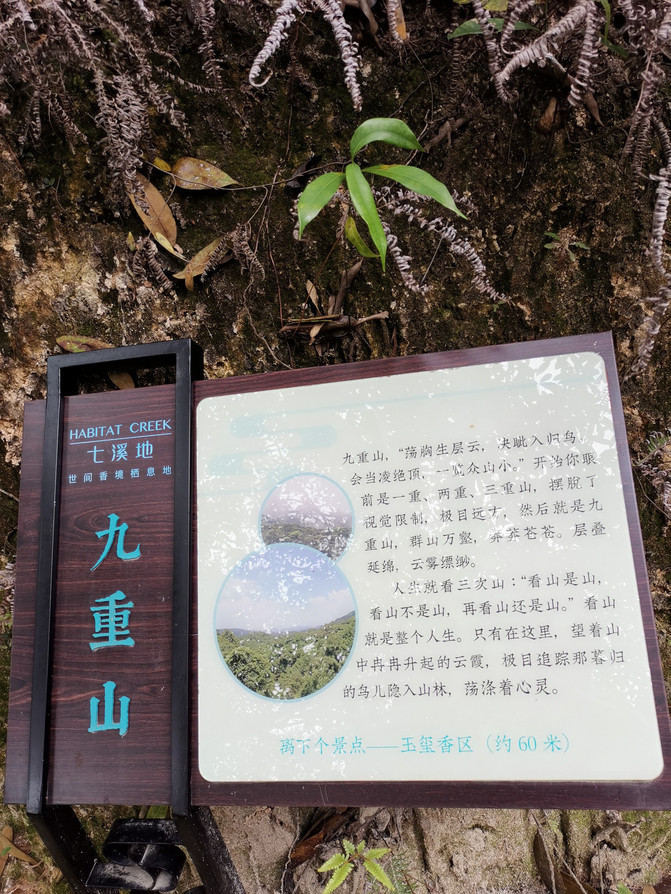 HABITAT CREEK
七溪地
世间香境栖息地
九重山
九重山，“荡胸生层云，决眦入归鸟。
会当凌绝顶，一览众山小。”开始你眼
前是一重、两重、三重山，摆脱了
视觉限制，极目远方，然后就是九
重山，群山万壑，莽莽苍苍。层叠
延绵，云雾缥缈。
人生就看三次山：“看山是山，
看山不是山，再看山还是山。”看山
就是整个人生。只有在这里，望着山
中冉冉升起的云霞，极目追踪那暮归
的鸟儿隐入山林，荡涤着心灵。
离下个景点——玉玺香区（约60米）